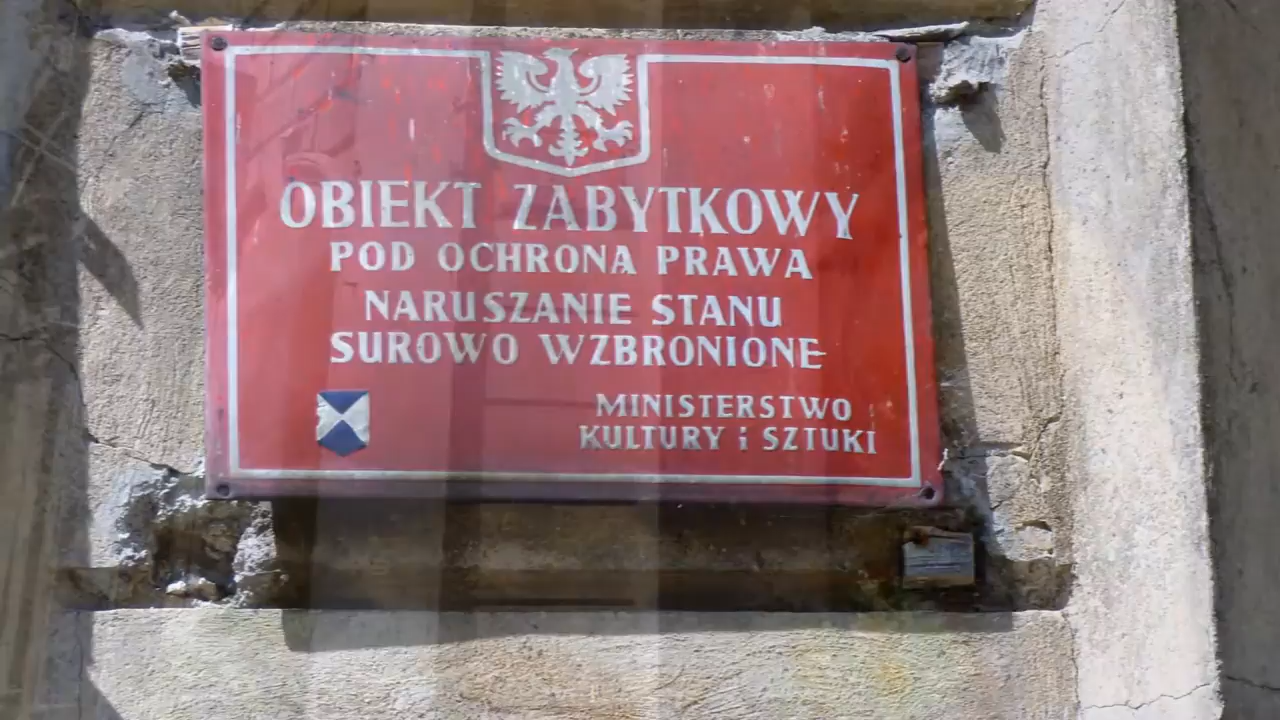 OBIEKT ZABYTKOWY
POD OCHRONA PRAWA
NARUSZANIE STANU
SUROWO WZBRONIONE
MINISTERSTWO
KULTURY i SZTUKI